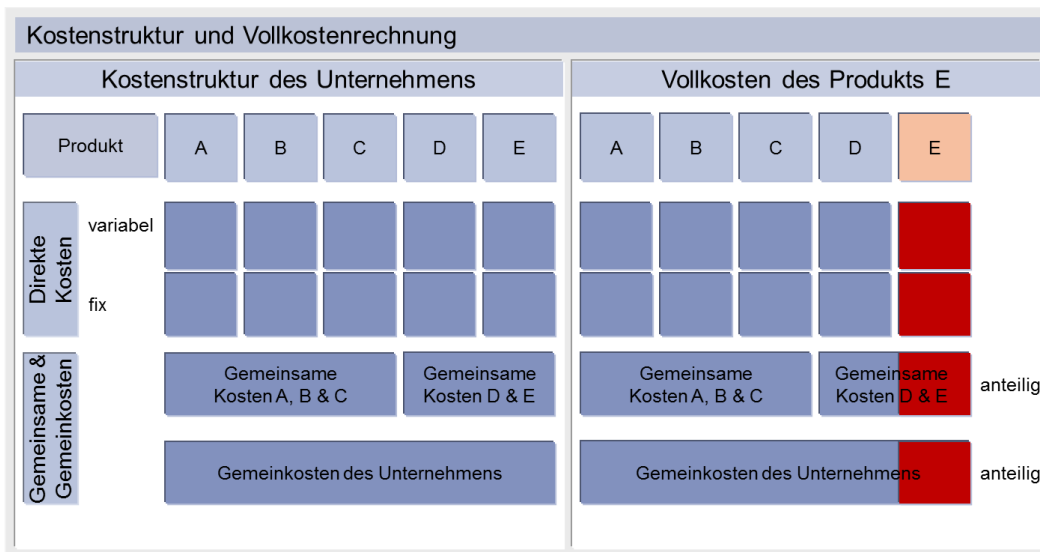 Kostenstruktur und Vollkostenrechnung
Kostenstruktur des Unternehmens
Vollkosten des Produkts E
Produkt
A
B
C
D
E
A
B
C
D
E
Direkte
Kosten
variabel
fix
Gemeinsame &
Gemeinkosten
Gemeinsame
Kosten A, B & C
Gemeinsame
Kosten D & E
Gemeinsame
Kosten A, B & C
Gemeinsame
Kosten D & E
anteilig
Gemeinkosten des Unternehmens
Gemeinkosten des Unternehmens
anteilig